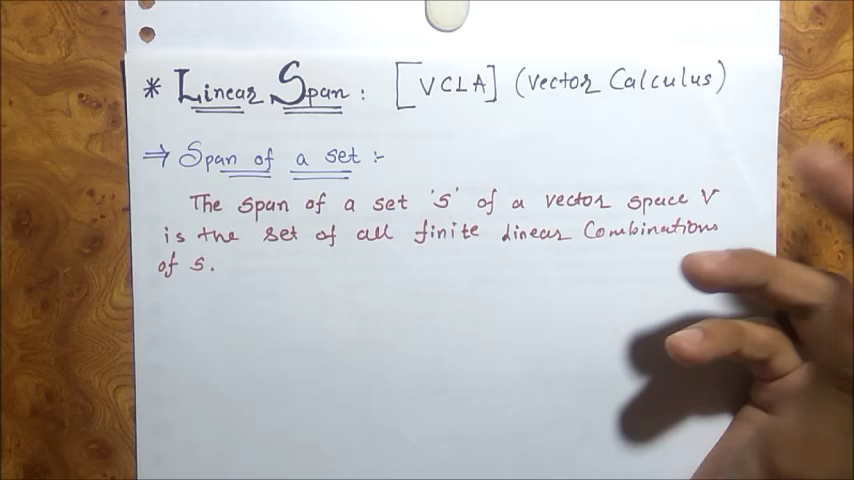 * Linear Span : [VCLA] (Vector Calculus)
⇒ Span of a set :-
The span of a set 's' of a vector space V
is the set of all finite Linear Combinations
of s.